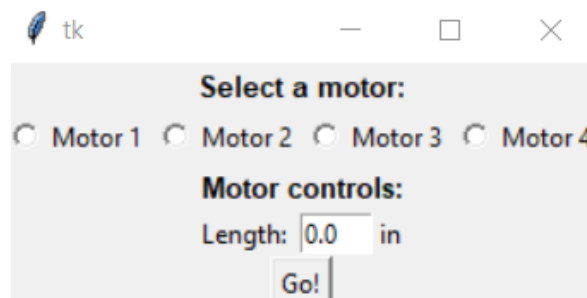 tk
Select a motor:
Motor 1 Motor 2 Motor 3 Motor 4
Motor controls:
Length: 0.0 in
Go!